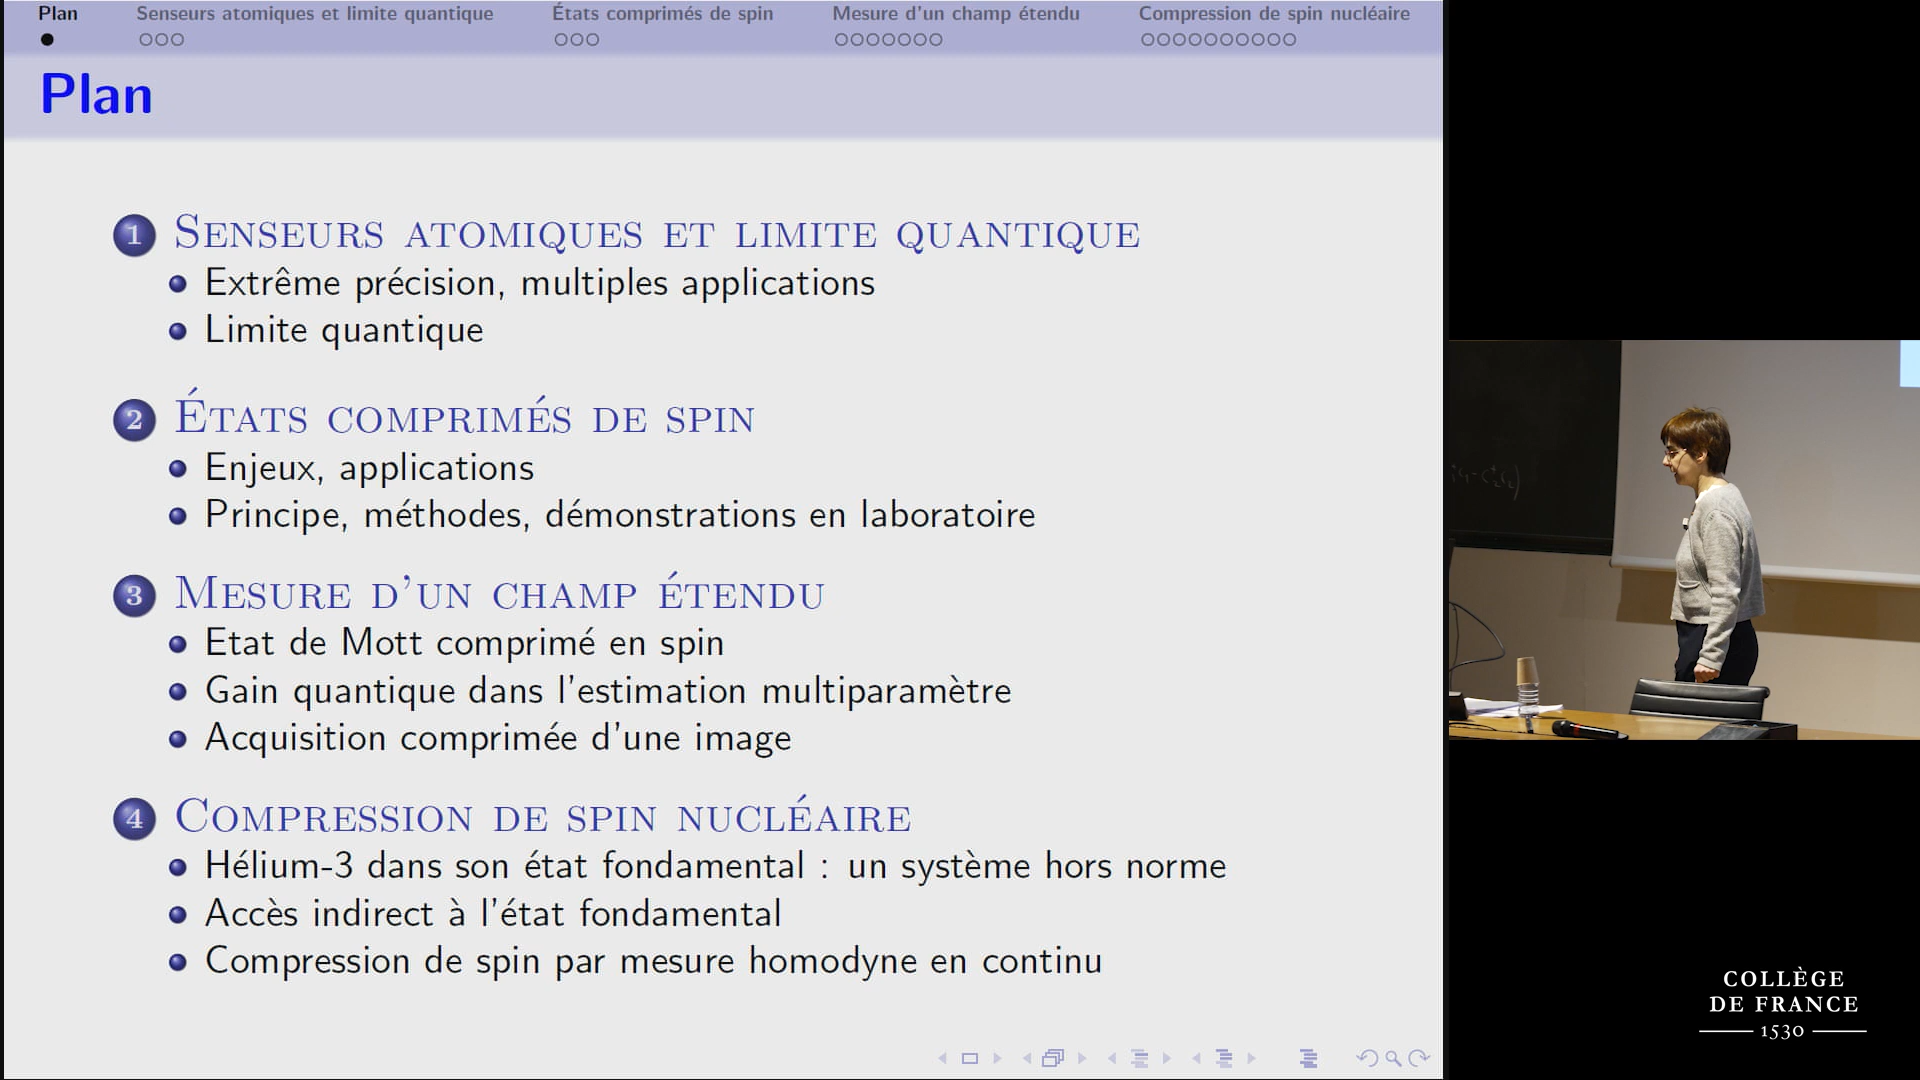 Plan Senseurs atomiques et limite quantique États comprimés de spin Mesure d'un champ étendu Compression de spin nucléaire
Plan
1 Senseurs atomiques et limite quantique
Extrême précision, multiples applications
Limite quantique
2 États comprimés de spin
Enjeux, applications
Principe, méthodes, démonstrations en laboratoire
3 Mesure d'un champ étendu
Etat de Mott comprimé en spin
Gain quantique dans l'estimation multiparamètre
Acquisition comprimée d'une image
4 Compression de spin nucléaire
Hélium-3 dans son état fondamental : un système hors norme
Accès indirect à l'état fondamental
Compression de spin par mesure homodyne en continu
COLLÈGE
DE FRANCE
1530